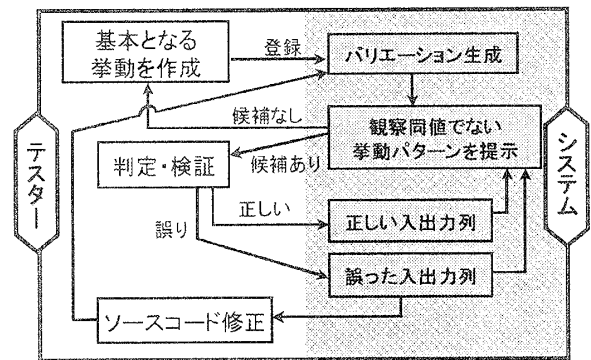 基本となる
挙動を作成
登録
バリエーション生成
候補なし
観察同値でない
挙動パターンを提示
テスター
システム
判定・検証
候補あり
正しい
正しい入出力列
誤り
誤った入出力列
ソースコード修正